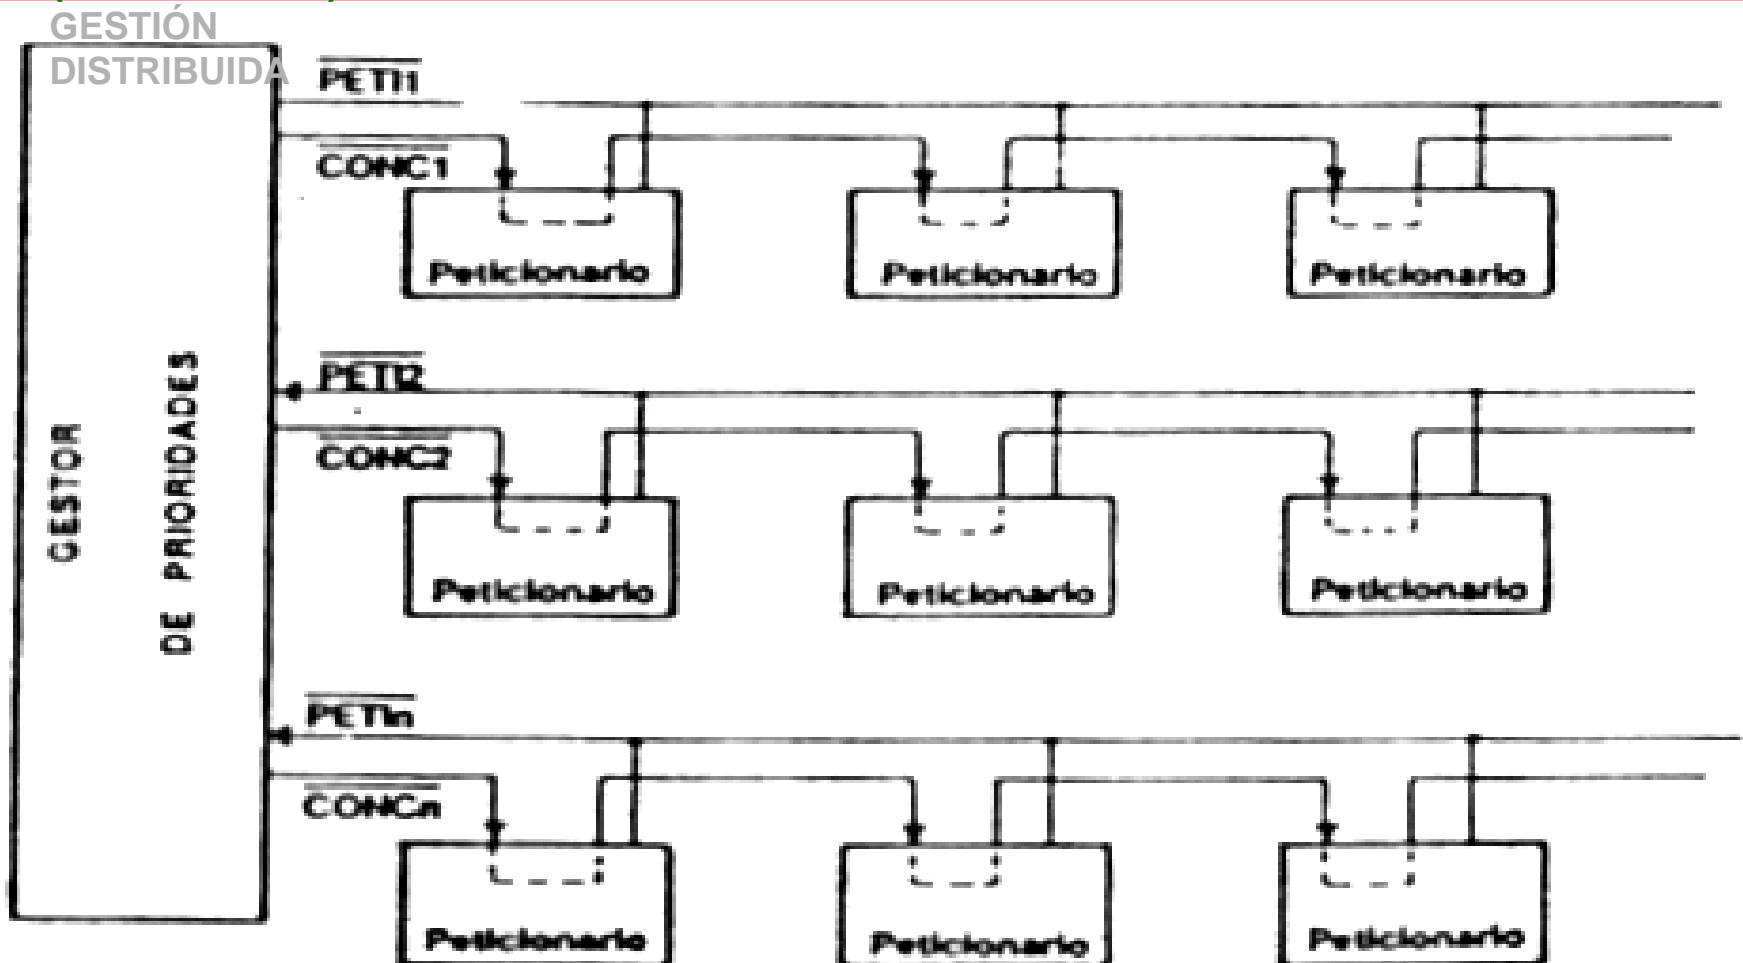 GESTIÓN
DISTRIBUIDA
PETI1
CONC1
Peticionario Peticionario Peticionario
GESTOR
DE PRIORIDADES
PETI2
CONC2
Peticionario Peticionario Peticionario
PETIn
CONCn
Peticionario Peticionario Peticionario